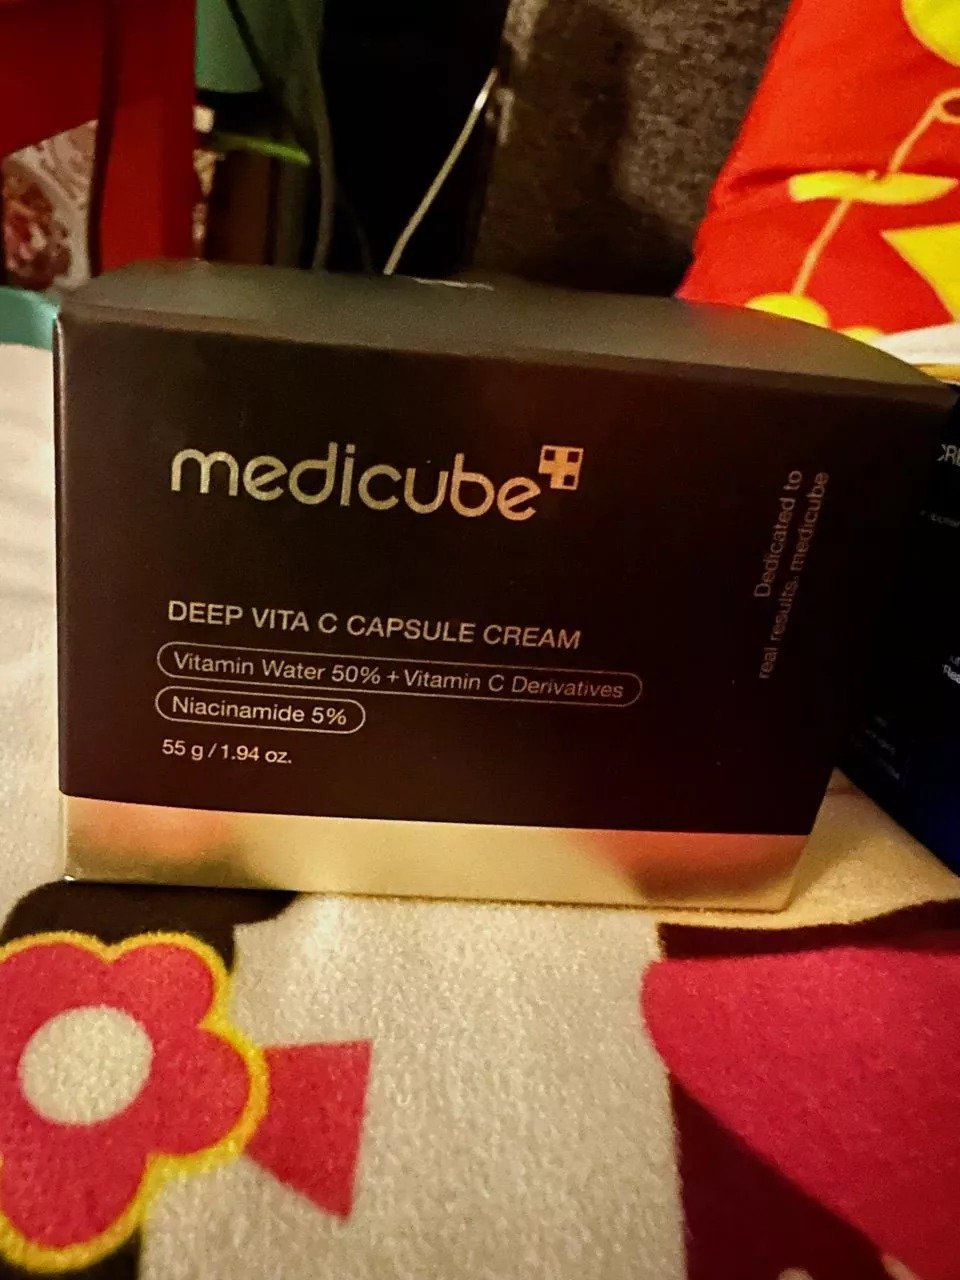 medicube
DEEP VITA C CAPSULE CREAM
Vitamin Water 50% + Vitamin C Derivatives
Niacinamide 5%
55 g / 1.94 oz.
Dedicated to
real results. medicube